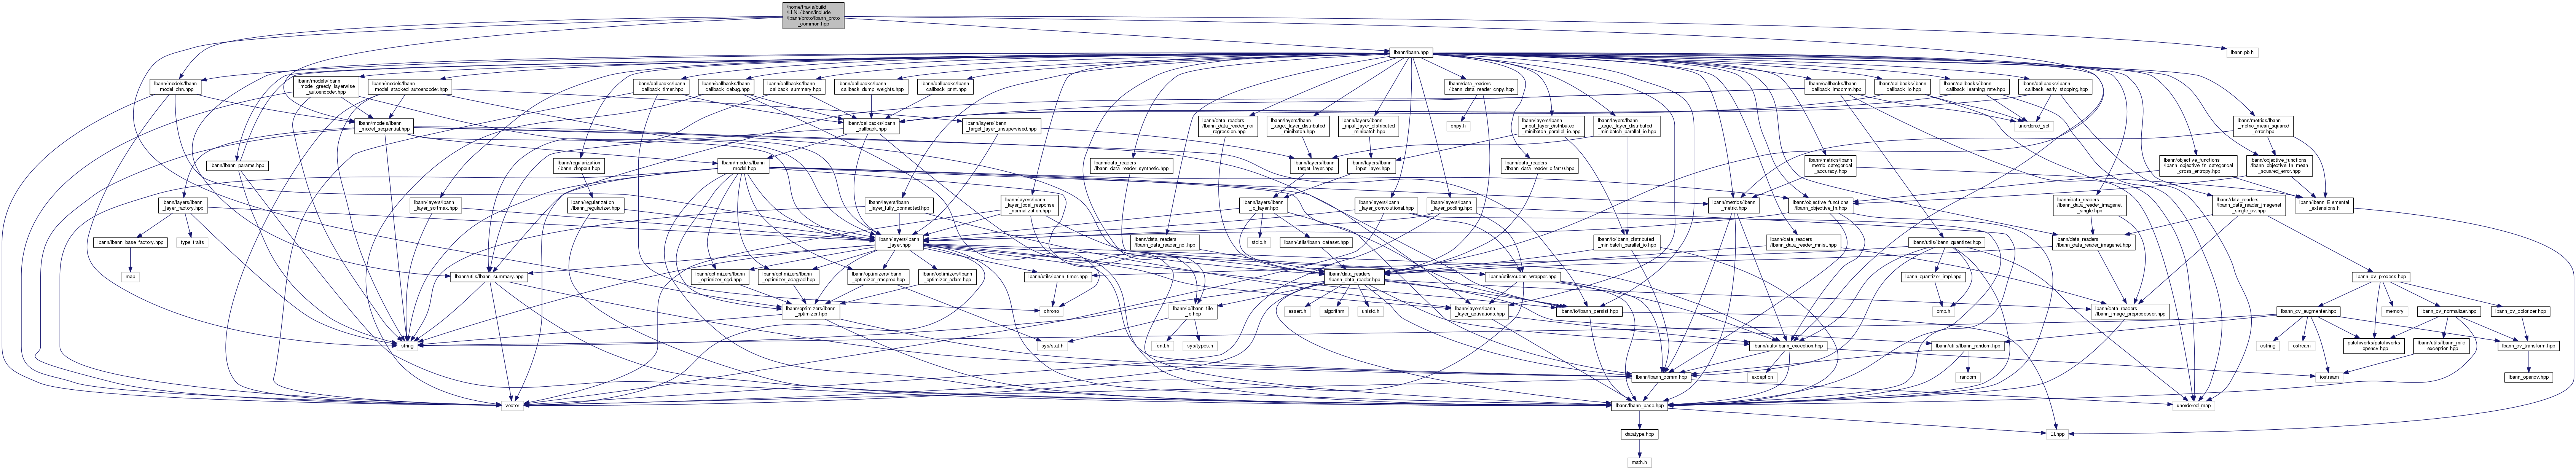 /home/travis/build
/LLNL/lbann/include
/lbann/proto/lbann_proto
_common.hpp
lbann/lbann.hpp
lbann.pb.h
lbann/models/lbann
_model_dnn.hpp
lbann/models/lbann
_model_greedy_layerwise
_autoencoder.hpp
lbann/models/lbann
_model_stacked_autoencoder.hpp
lbann/callbacks/lbann
_callback_timer.hpp
lbann/callbacks/lbann
_callback_debug.hpp
lbann/callbacks/lbann
_callback_summary.hpp
lbann/callbacks/lbann
_callback_dump_weights.hpp
lbann/callbacks/lbann
_callback_print.hpp
lbann/data_readers
/lbann_data_reader_cnpy.hpp
lbann/callbacks/lbann
_callback_imcomm.hpp
lbann/callbacks/lbann
_callback_io.hpp
lbann/callbacks/lbann
_callback_learning_rate.hpp
lbann/callbacks/lbann
_callback_early_stopping.hpp
lbann/models/lbann
_model_sequential.hpp
lbann/callbacks/lbann
_callback.hpp
lbann/layers/lbann
_target_layer_unsupervised.hpp
lbann/data_readers
/lbann_data_reader_nci
_regression.hpp
lbann/layers/lbann
_target_layer_distributed
_minibatch.hpp
lbann/layers/lbann
_input_layer_distributed
_minibatch.hpp
cnpy.h
lbann/layers/lbann
_input_layer_distributed
_minibatch_parallel_io.hpp
lbann/layers/lbann
_target_layer_distributed
_minibatch_parallel_io.hpp
unordered_set
lbann/metrics/lbann
_metric_mean_squared
_error.hpp
lbann/lbann_params.hpp
lbann/regularization
/lbann_dropout.hpp
lbann/models/lbann
_model.hpp
lbann/data_readers
/lbann_data_reader_synthetic.hpp
lbann/layers/lbann
_target_layer.hpp
lbann/layers/lbann
_input_layer.hpp
lbann/data_readers
/lbann_data_reader_cifar10.hpp
lbann/metrics/lbann
_metric_categorical
_accuracy.hpp
lbann/objective_functions
/lbann_objective_fn_categorical
_cross_entropy.hpp
lbann/objective_functions
/lbann_objective_fn_mean
_squared_error.hpp
lbann/layers/lbann
_layer_factory.hpp
lbann/layers/lbann
_layer_softmax.hpp
lbann/regularization
/lbann_regularizer.hpp
lbann/layers/lbann
_layer_fully_connected.hpp
lbann/layers/lbann
_layer_local_response
_normalization.hpp
lbann/layers/lbann
_io_layer.hpp
lbann/layers/lbann
_layer_convolutional.hpp
lbann/layers/lbann
_layer_pooling.hpp
lbann/metrics/lbann
_metric.hpp
lbann/objective_functions
/lbann_objective_fn.hpp
lbann/data_readers
/lbann_data_reader_imagenet
_single.hpp
lbann/data_readers
/lbann_data_reader_imagenet
_single_cv.hpp
lbann/lbann_Elemental
_extensions.h
lbann/lbann_base_factory.hpp
type_traits
lbann/layers/lbann
_layer.hpp
lbann/data_readers
/lbann_data_reader_nci.hpp
stdio.h
lbann/utils/lbann_dataset.hpp
lbann/io/lbann_distributed
_minibatch_parallel_io.hpp
lbann/data_readers
/lbann_data_reader_mnist.hpp
lbann/utils/lbann_quantizer.hpp
lbann/data_readers
/lbann_data_reader_imagenet.hpp
map
lbann/utils/lbann_summary.hpp
lbann/optimizers/lbann
_optimizer_sgd.hpp
lbann/optimizers/lbann
_optimizer_adagrad.hpp
lbann/optimizers/lbann
_optimizer_rmsprop.hpp
lbann/optimizers/lbann
_optimizer_adam.hpp
lbann/utils/lbann_timer.hpp
lbann/data_readers
/lbann_data_reader.hpp
lbann/utils/cudnn_wrapper.hpp
lbann_quantizer_impl.hpp
lbann_cv_process.hpp
lbann/optimizers/lbann
_optimizer.hpp
chrono
lbann/io/lbann_file
_io.hpp
assert.h
algorithm
unistd.h
lbann/layers/lbann
_layer_activations.hpp
lbann/io/lbann_persist.hpp
omp.h
lbann/data_readers
/lbann_image_preprocessor.hpp
lbann_cv_augmenter.hpp
memory
lbann_cv_normalizer.hpp
lbann_cv_colorizer.hpp
string
sys/stat.h
fcntl.h
sys/types.h
lbann/utils/lbann_exception.hpp
lbann/utils/lbann_random.hpp
cstring
ostream
patchworks/patchworks
_opencv.hpp
lbann/utils/lbann_mild
_exception.hpp
lbann_cv_transform.hpp
lbann/lbann_comm.hpp
exception
random
iostream
lbann_opencv.hpp
vector
lbann/lbann_base.hpp
unordered_map
datatype.hpp
El.hpp
math.h